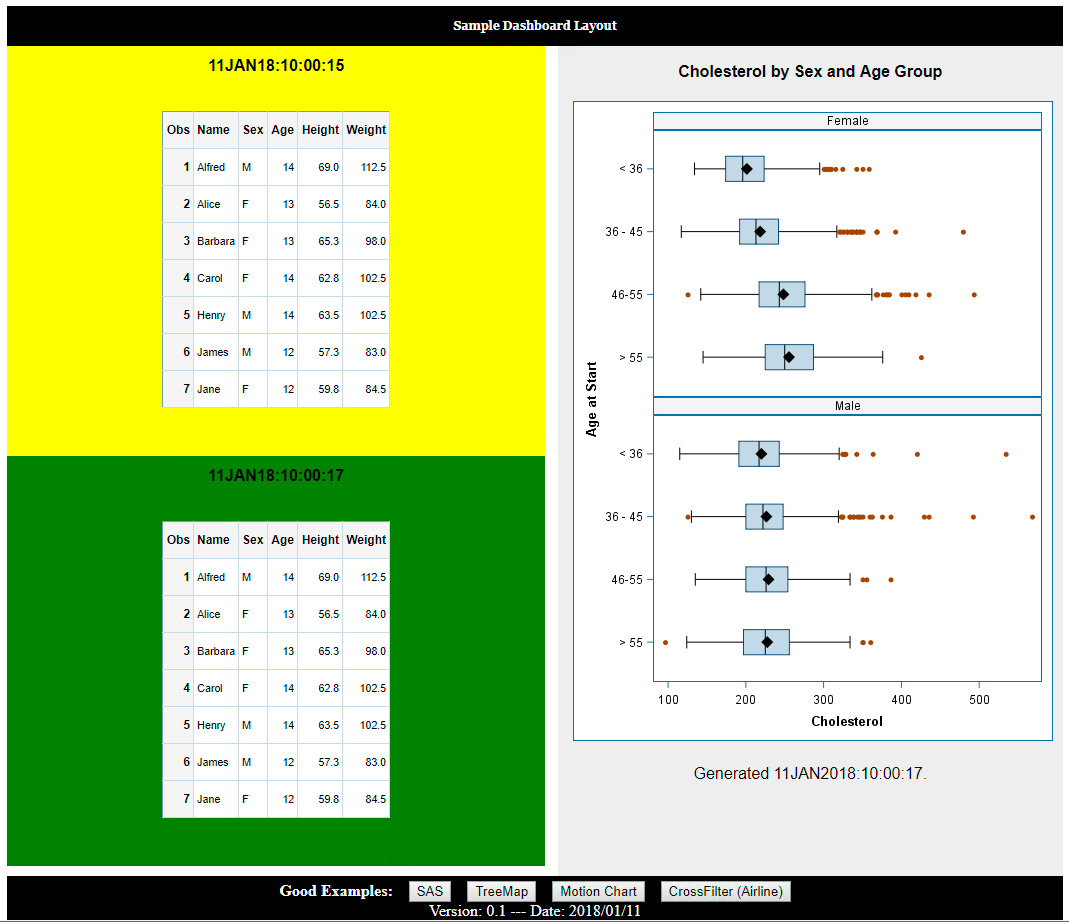 Sample Dashboard Layout
11JAN18:10:00:15
Obs Name Sex Age Height Weight
1 Alfred M 14 69.0 112.5
2 Alice F 13 56.5 84.0
3 Barbara F 13 65.3 98.0
4 Carol F 14 62.8 102.5
5 Henry M 14 63.5 102.5
6 James M 12 57.3 83.0
7 Jane F 12 59.8 84.5
11JAN18:10:00:17
Obs Name Sex Age Height Weight
1 Alfred M 14 69.0 112.5
2 Alice F 13 56.5 84.0
3 Barbara F 13 65.3 98.0
4 Carol F 14 62.8 102.5
5 Henry M 14 63.5 102.5
6 James M 12 57.3 83.0
7 Jane F 12 59.8 84.5
Cholesterol by Sex and Age Group
Female
< 36
36 - 45
46-55
> 55
Age at Start
Male
< 36
36 - 45
46-55
> 55
100 200 300 400 500
Cholesterol
Generated 11JAN2018:10:00:17.
Good Examples: SAS TreeMap Motion Chart CrossFilter (Airline)
Version: 0.1 --- Date: 2018/01/11